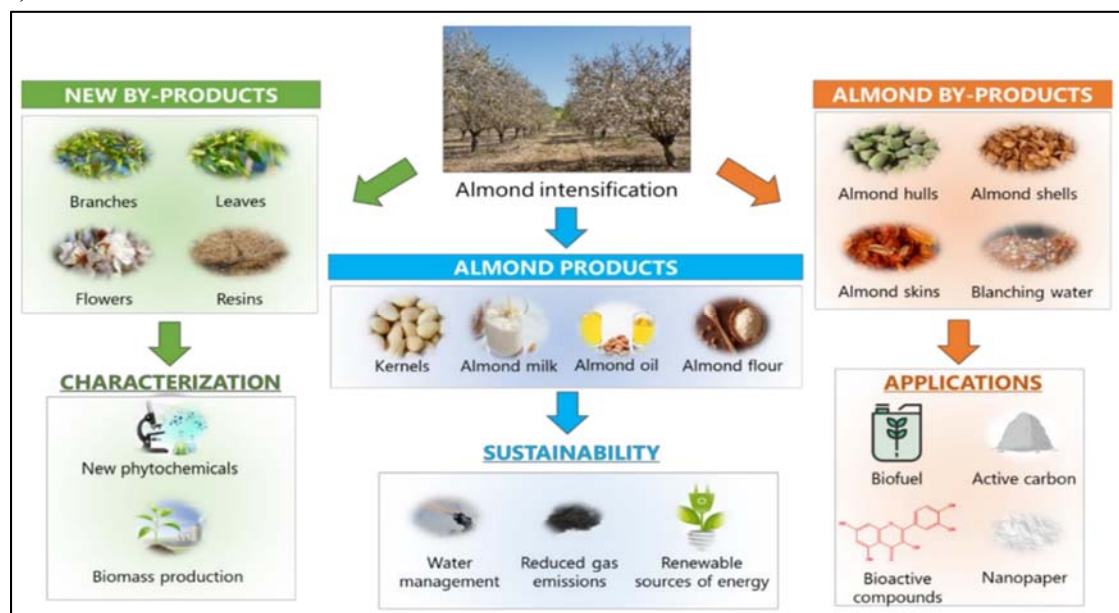 Almond intensification
NEW BY-PRODUCTS
Branches
Leaves
Flowers
Resins
CHARACTERIZATION
New phytochemicals
Biomass production
ALMOND PRODUCTS
Kernels
Almond milk
Almond oil
Almond flour
SUSTAINABILITY
Water
management
Reduced gas
emissions
Renewable
sources of energy
ALMOND BY-PRODUCTS
Almond hulls
Almond shells
Almond skins
Blanching water
APPLICATIONS
Biofuel
Active carbon
Bioactive
compounds
Nanopaper